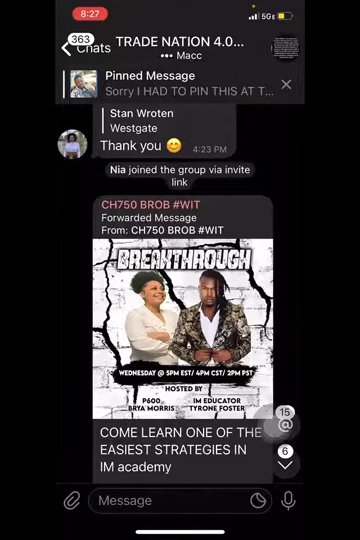 8:27
5GE
363
Chats
TRADE NATION 4.0...
••• Macc
Pinned Message
Sorry I HAD TO PIN THIS AT T...
Stan Wroten
Westgate
Thank you 😊
4:23 PM
Nia joined the group via invite
link
CH750 BROB #WIT
Forwarded Message
From: CH750 BROB #WIT
BREAKTHROUGH
WEDNESDAY @ 5PM EST/ 4PM CST/ 2PM PST
HOSTED BY
P600
BRYA MORRIS
IM EDUCATOR
TYRONE FOSTER
15
@
COME LEARN ONE OF THE
EASIEST STRATEGIES IN
IM academy
6
Message